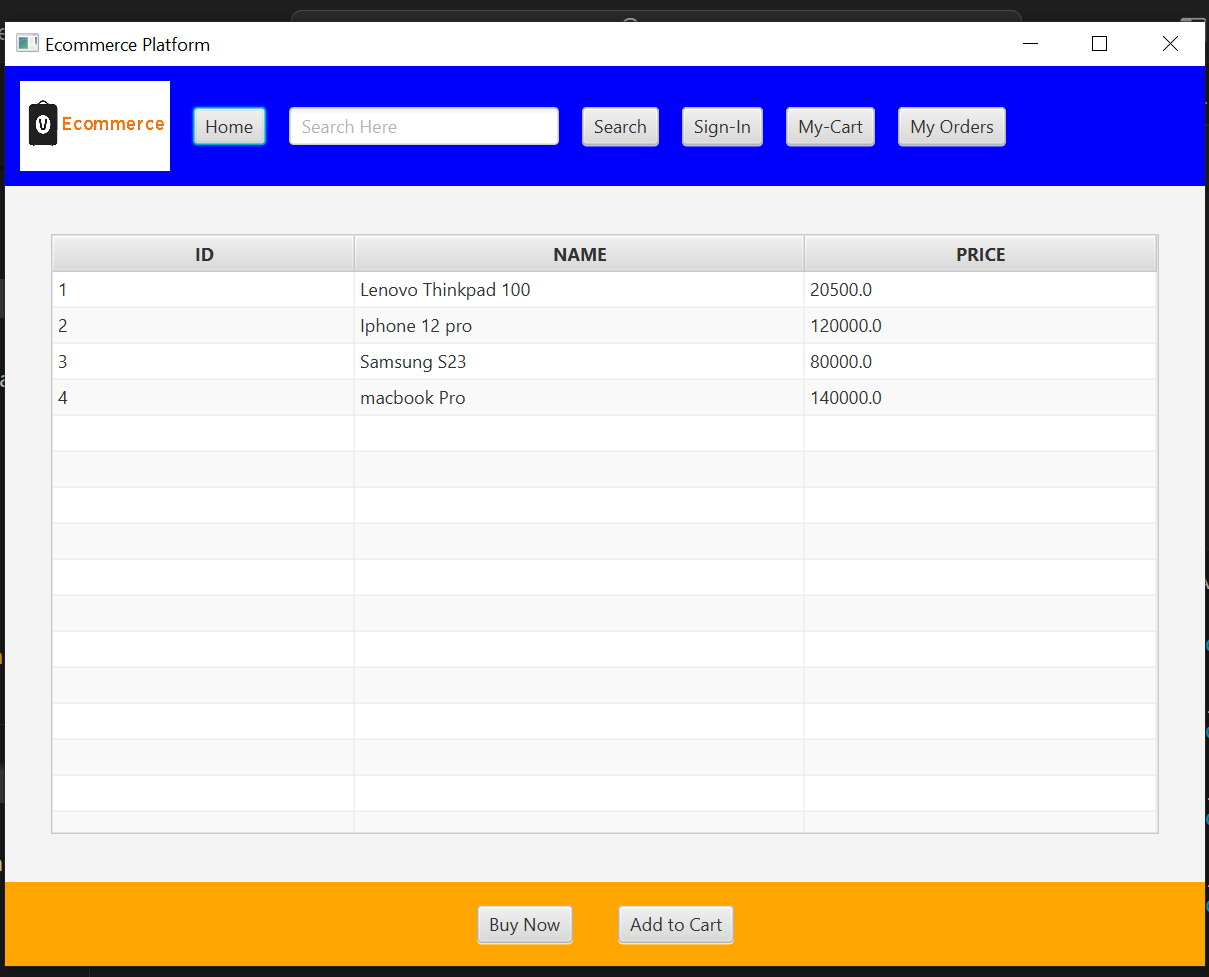 Ecommerce Platform
V Ecommerce Home Search Here Search Sign-In My-Cart My Orders
ID NAME PRICE
1 Lenovo Thinkpad 100 20500.0
2 Iphone 12 pro 120000.0
3 Samsung S23 80000.0
4 macbook Pro 140000.0
Buy Now Add to Cart